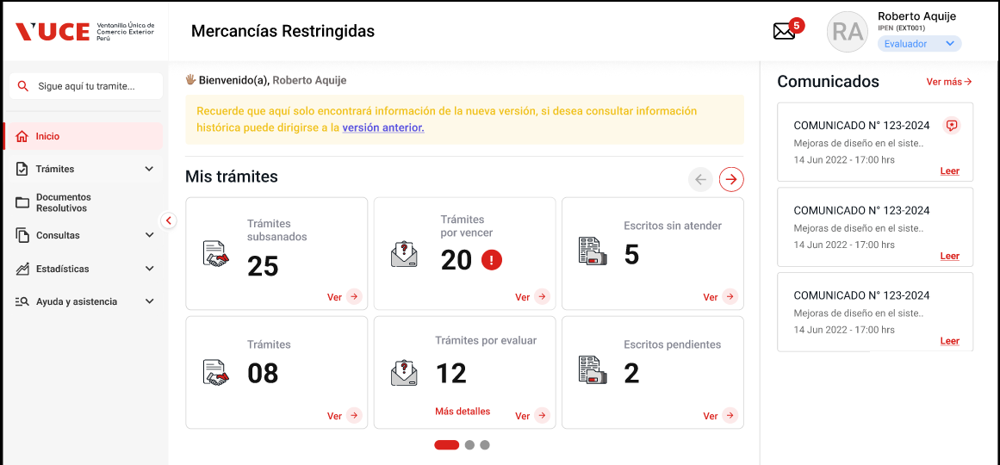 VUCE
Ventanilla Única de
Comercio Exterior
Perú
Mercancías Restringidas
5
RA
Roberto Aquije
IPEN (EXT001)
Evaluador
Sigue aquí tu tramite...
Inicio
Trámites
Documentos
Resolutivos
Consultas
Estadísticas
Ayuda y asistencia
Bienvenido(a), Roberto Aquije
Recuerde que aquí solo encontrará información de la nueva versión, si desea consultar información
histórica puede dirigirse a la versión anterior.
Mis trámites
Trámites
subsanados
25
Ver
Trámites
por vencer
20
!
Ver
Escritos sin atender
5
Ver
Trámites
08
Ver
Trámites por evaluar
12
Más detalles
Ver
Escritos pendientes
2
Ver
Comunicados
Ver más
COMUNICADO N° 123-2024
Mejoras de diseño en el siste..
14 Jun 2022 - 17:00 hrs
Leer
COMUNICADO N° 123-2024
Mejoras de diseño en el siste..
14 Jun 2022 - 17:00 hrs
Leer
COMUNICADO N° 123-2024
Mejoras de diseño en el siste..
14 Jun 2022 - 17:00 hrs
Leer